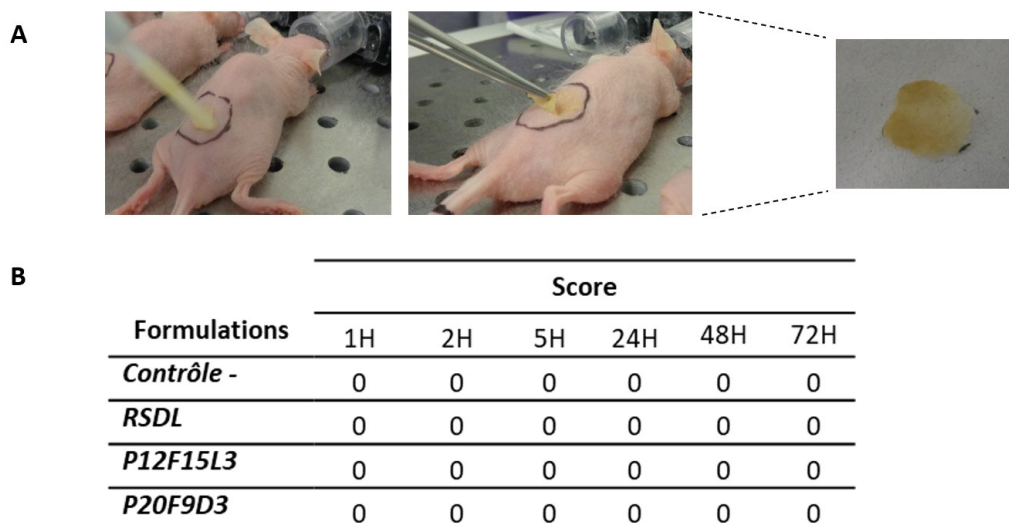 A
B
Score
Formulations 1H 2H 5H 24H 48H 72H
Contrôle - 0 0 0 0 0 0
RSDL 0 0 0 0 0 0
P12F15L3 0 0 0 0 0 0
P20F9D3 0 0 0 0 0 0